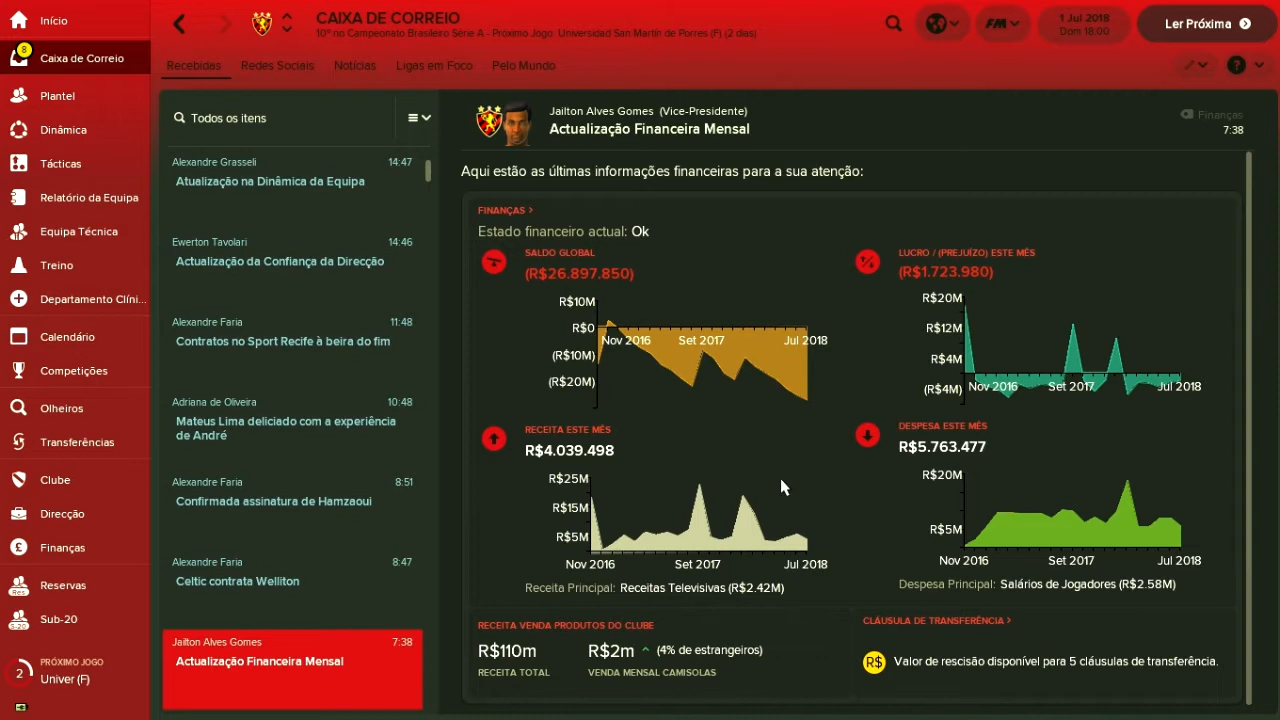 Início
8
Caixa de Correio
Plantel
Dinâmica
Tácticas
Relatório da Equipa
Equipa Técnica
Treino
Departamento Clíni...
Calendário
Competições
Olheiros
Transferências
Clube
Direcção
Finanças
Res
Reservas
S-20
Sub-20
2
PRÓXIMO JOGO
Univer (F)
CAIXA DE CORREIO
10º no Campeonato Brasileiro Serie A - Próximo Jogo: Universidad San Martín de Porres (F) (2 dias)
FM
1 Jul 2018
Dom 18:00
Ler Próxima
Recebidas
Redes Sociais
Notícias
Ligas em Foco
Pelo Mundo
?
Todos os itens
Alexandre Grasseli 14:47
Atualização na Dinâmica da Equipa
Ewerton Tavolari 14:46
Actualização da Confiança da Direcção
Alexandre Faria 11:48
Contratos no Sport Recife à beira do fim
Adriana de Oliveira 10:48
Mateus Lima deliciado com a experiência
de André
Alexandre Faria 8:51
Confirmada assinatura de Hamzaoui
Alexandre Faria 8:47
Celtic contrata Welliton
Jaílton Alves Gomes 7:38
Actualização Financeira Mensal
Jaílton Alves Gomes (Vice-Presidente)
Actualização Financeira Mensal
Finanças
7:38
Aqui estão as últimas informações financeiras para a sua atenção:
FINANÇAS >
Estado financeiro actual: Ok
SALDO GLOBAL
(R$26.897.850)
R$10M
R$0
(R$10M)
(R$20M)
Nov 2016 Set 2017 Jul 2018
LUCRO / (PREJUÍZO) ESTE MÊS
(R$1.723.980)
R$20M
R$12M
R$4M
(R$4M)
Nov 2016 Set 2017 Jul 2018
RECEITA ESTE MÊS
R$4.039.498
R$25M
R$15M
R$5M
Nov 2016 Set 2017 Jul 2018
Receita Principal: Receitas Televisivas (R$2.42M)
DESPESA ESTE MÊS
R$5.763.477
R$20M
R$5M
Nov 2016 Set 2017 Jul 2018
Despesa Principal: Salários de Jogadores (R$2.58M)
RECEITA VENDA PRODUTOS DO CLUBE
R$110m
RECEITA TOTAL
R$2m (4% de estrangeiros)
VENDA MENSAL CAMISOLAS
CLÁUSULA DE TRANSFERÊNCIA >
R$ Valor de rescisão disponível para 5 cláusulas de transferência.